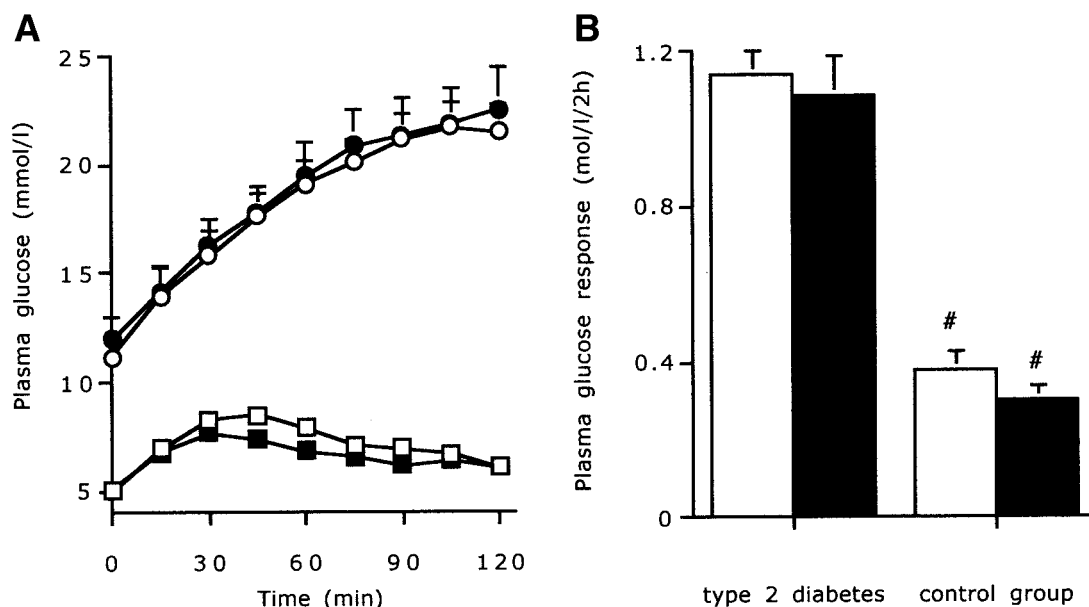 A
Plasma glucose (mmol/l)
25
20
15
10
5
0 30 60 90 120
Time (min)
B
Plasma glucose response (mol/l/2h)
1.2
0.8
0.4
0
#
#
type 2 diabetes control group